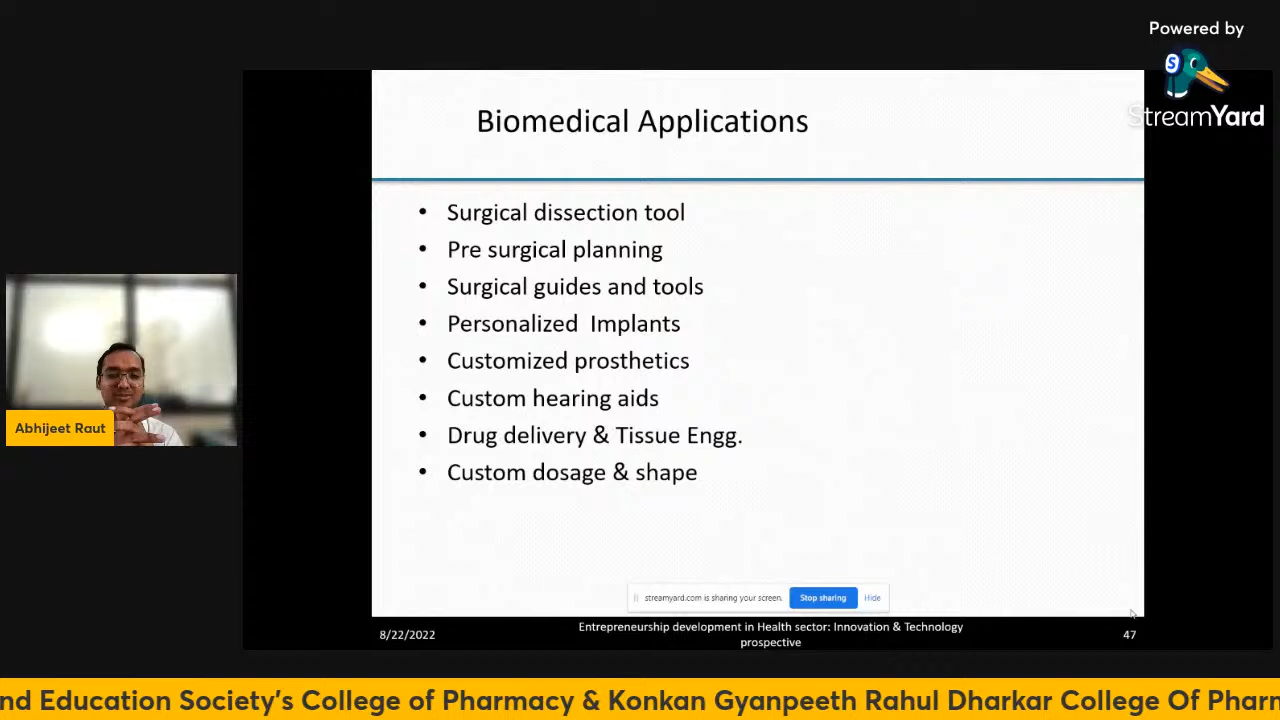 Powered by
StreamYard
Biomedical Applications
• Surgical dissection tool
• Pre surgical planning
• Surgical guides and tools
• Personalized Implants
• Customized prosthetics
• Custom hearing aids
• Drug delivery & Tissue Engg.
• Custom dosage & shape
Abhijeet Raut
streamyard.com is sharing your screen. Stop sharing Hide
8/22/2022
Entrepreneurship development in Health sector: Innovation & Technology
prospective
47
nd Education Society's College of Pharmacy & Konkan Gyanpeeth Rahul Dharkar College Of Pharm